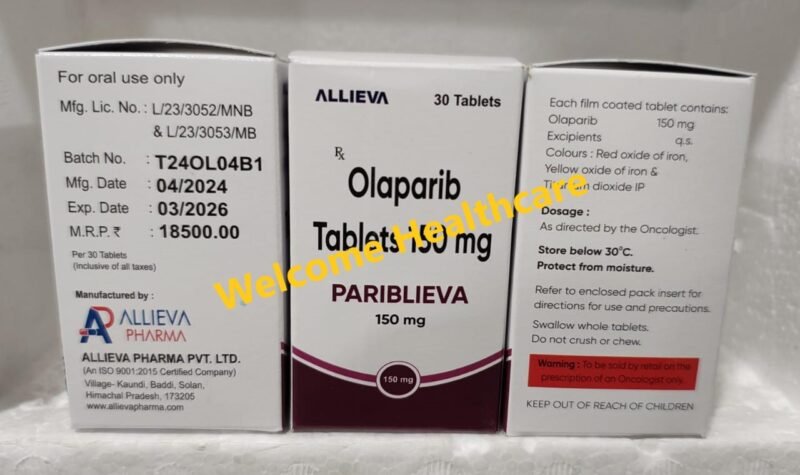 For oral use only
Mfg. Lic. No. : L/23/3052/MNB
& L/23/3053/MB
Batch No. : T24OL04B1
Mfg. Date : 04/2024
Exp. Date : 03/2026
M.R.P. ₹ : 18500.00
Per 30 Tablets
(inclusive of all taxes)
Manufactured by :
ALLIEVA
PHARMA
ALLIEVA PHARMA PVT. LTD.
(An ISO 9001:2015 Certified Company)
Village- Kaundi, Baddi, Solan,
Himachal Pradesh, 173205
www.allievapharma.com
ALLIEVA 30 Tablets
Rx
Olaparib
Tablets 150 mg
PARIBLIEVA
150 mg
150 mg
Welcome Healthcare
Each film coated tablet contains:
Olaparib 150 mg
Excipients q.s.
Colours : Red oxide of iron,
Yellow oxide of iron &
Titanium dioxide IP
Dosage :
As directed by the Oncologist.
Store below 30°C.
Protect from moisture.
Refer to enclosed pack insert for
directions for use and precautions.
Swallow whole tablets.
Do not crush or chew.
Warning : To be sold by retail on the
prescription of an Oncologist only.
KEEP OUT OF REACH OF CHILDREN